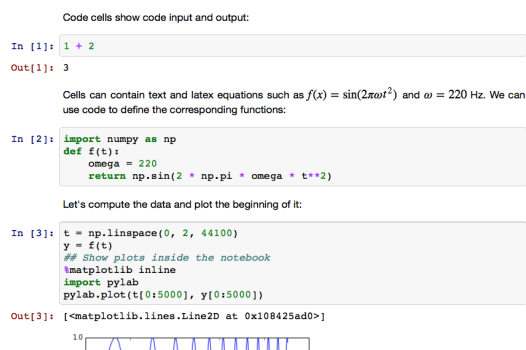 Code cells show code input and output:
In [1]: 1 + 2
Out[1]: 3
Cells can contain text and latex equations such as f(x) = sin(2πωt²) and ω = 220 Hz. We can
use code to define the corresponding functions:
In [2]: import numpy as np
def f(t):
    omega = 220
    return np.sin(2 * np.pi * omega * t**2)
Let's compute the data and plot the beginning of it:
In [3]: t = np.linspace(0, 2, 44100)
y = f(t)
## Show plots inside the notebook
%matplotlib inline
import pylab
pylab.plot(t[0:5000], y[0:5000])
Out[3]: [<matplotlib.lines.Line2D at 0x108425ad0>]
1.0